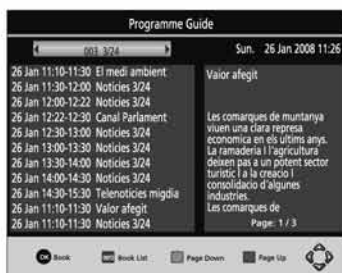 Programme Guide
003 3/24
Sun. 26 Jan 2008 11:26
26 Jan 11:10-11:30 El medi ambient
26 Jan 11:30-12:00 Noticies 3/24
26 Jan 12:00-12:22 Noticies 3/24
26 Jan 12:22-12:30 Canal Parlament
26 Jan 12:30-13:00 Noticies 3/24
26 Jan 13:00-13:30 Noticies 3/24
26 Jan 13:30-14:00 Noticies 3/24
26 Jan 14:00-14:30 Noticies 3/24
26 Jan 14:30-15:30 Telenoticies migdia
26 Jan 11:10-11:30 Valor afegit
26 Jan 11:10-11:30 Noticies 3/24
Vaior afegit
Les comarques de muntanya
viuen una clara represa
economica en els ultims anys.
La ramaderia l l'agricultura
deixen pas a un potent sector
turistic l a la creacio l
consolidacio d'algunes
industries.
Les comarques de
Page: 1 / 3
OK Book
Book List
Page Down
Page Up